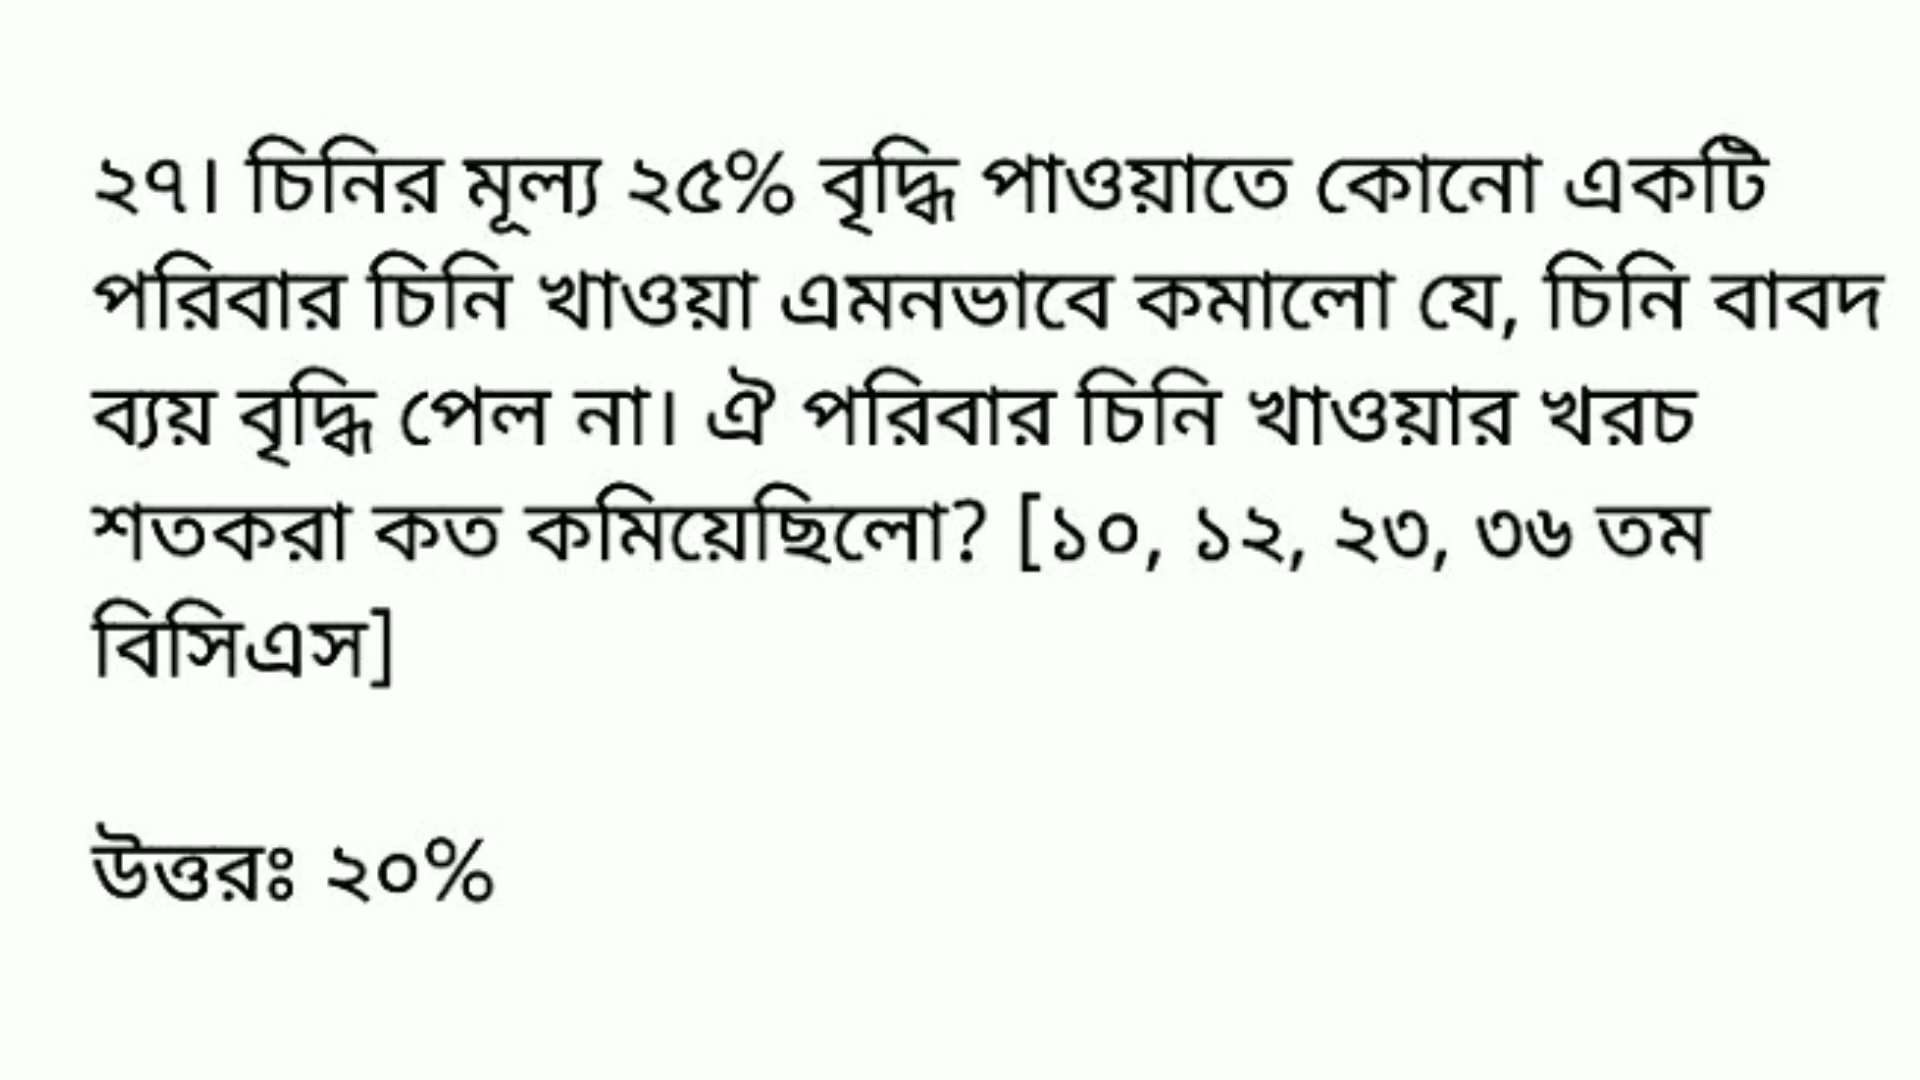 ২৭। চিনির মূল্য ২৫% বৃদ্ধি পাওয়াতে কোনো একটি
পরিবার চিনি খাওয়া এমনভাবে কমালো যে, চিনি বাবদ
ব্যয় বৃদ্ধি পেল না। ঐ পরিবার চিনি খাওয়ার খরচ
শতকরা কত কমিয়েছিলো? [১০, ১২, ২৩, ৩৬ তম
বিসিএস]
উত্তরঃ ২০%